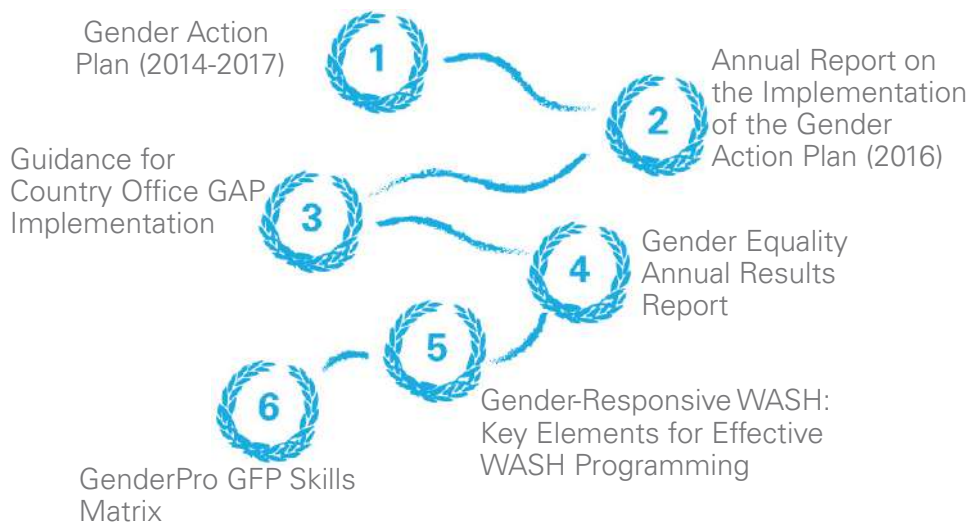 1
Gender Action
Plan (2014-2017)
2
Annual Report on
the Implementation
of the Gender
Action Plan (2016)
3
Guidance for
Country Office GAP
Implementation
4
Gender Equality
Annual Results
Report
5
Gender-Responsive WASH:
Key Elements for Effective
WASH Programming
6
GenderPro GFP Skills
Matrix